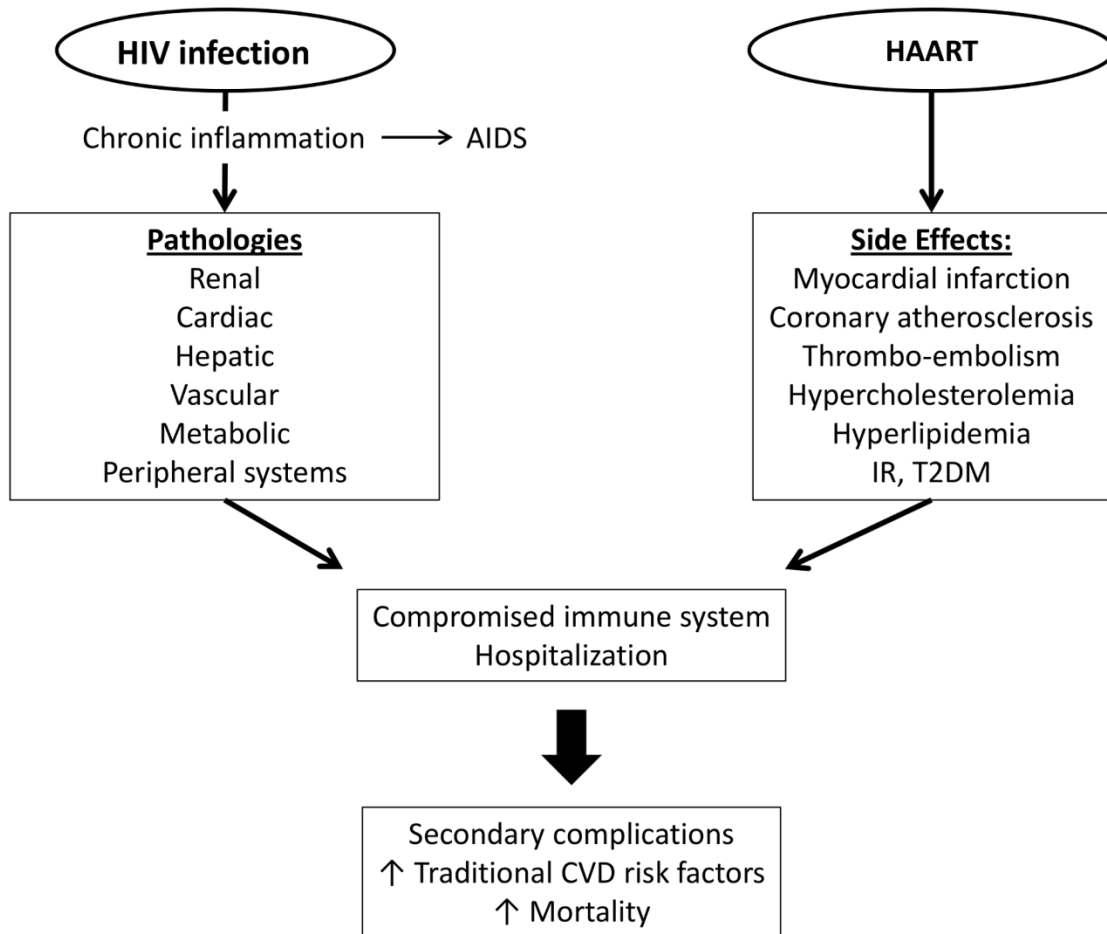 HIV infection
Chronic inflammation → AIDS
Pathologies
Renal
Cardiac
Hepatic
Vascular
Metabolic
Peripheral systems
HAART
Side Effects:
Myocardial infarction
Coronary atherosclerosis
Thrombo-embolism
Hypercholesterolemia
Hyperlipidemia
IR, T2DM
Compromised immune system
Hospitalization
Secondary complications
↑ Traditional CVD risk factors
↑ Mortality